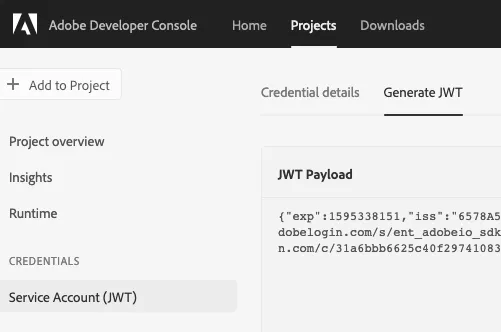 Adobe Developer Console Home Projects Downloads
+ Add to Project
Credential details Generate JWT
Project overview
JWT Payload
Insights
{"exp":1595338151,"iss":"6578A5
Runtime
dobelogin.com/s/ent_adobeio_sdk
n.com/c/31a6bbb6625c40f29741083
CREDENTIALS
Service Account (JWT)